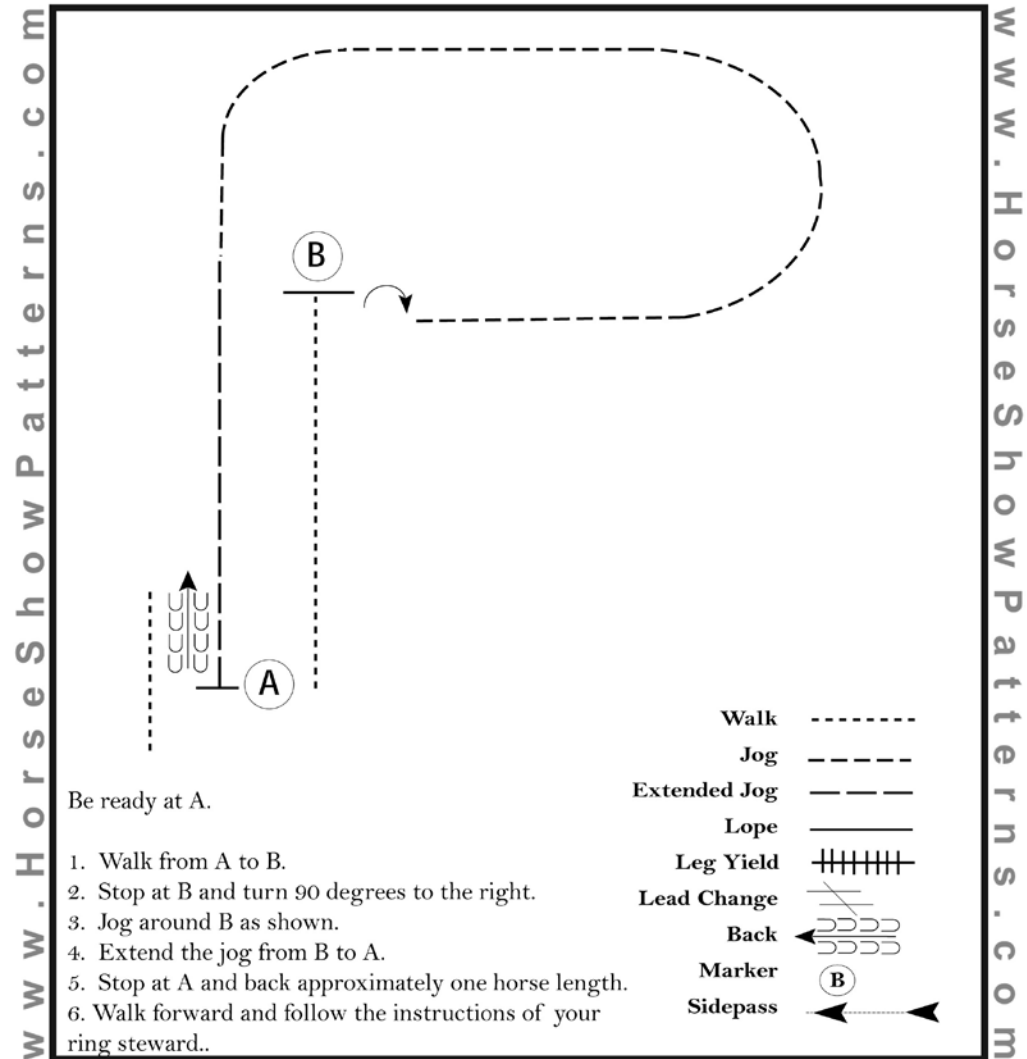 www.HorseShowPatterns.com
www.HorseShowPatterns.com
B
A
Walk
Jog
Extended Jog
Lope
Leg Yield
Lead Change
Back
Marker
B
Sidepass
Be ready at A.
1. Walk from A to B.
2. Stop at B and turn 90 degrees to the right.
3. Jog around B as shown.
4. Extend the jog from B to A.
5. Stop at A and back approximately one horse length.
6. Walk forward and follow the instructions of your
ring steward..